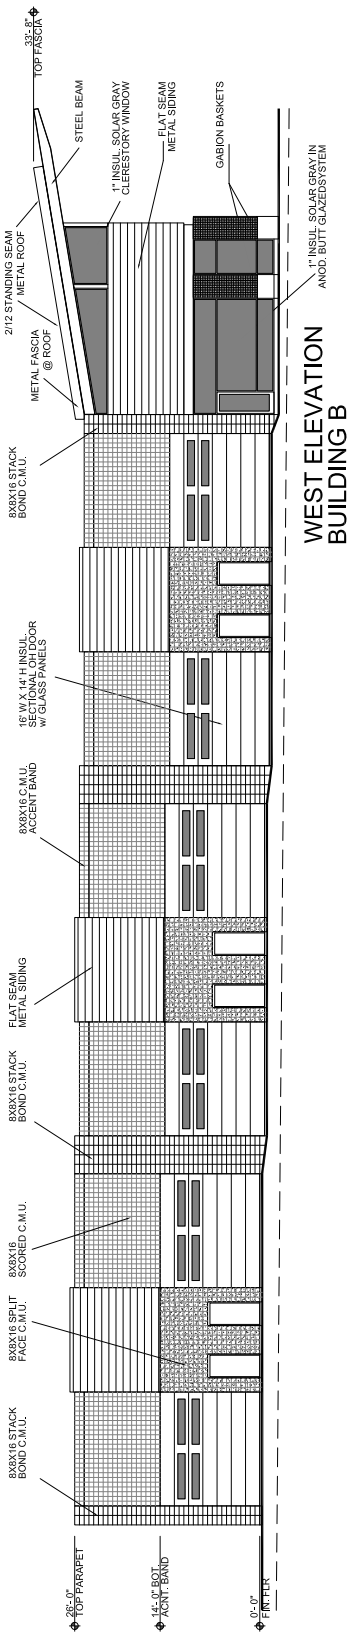 33'- 8"
TOP FASCIA
STEEL BEAM
1" INSUL. SOLAR GRAY
CLERESTORY WINDOW
FLAT SEAM
METAL SIDING
GABION BASKETS
1" INSUL. SOLAR GRAY IN
ANOD. BUTT GLAZEDSYSTEM
2/12 STANDING SEAM
METAL ROOF
METAL FASCIA
@ ROOF
8X8X16 STACK
BOND C.M.U.
16' W X 14' H INSUL.
SECTIONAL OH DOOR
w/ GLASS PANELS
8X8X16 C.M.U.
ACCENT BAND
FLAT SEAM
METAL SIDING
8X8X16 STACK
BOND C.M.U.
8X8X16
SCORED C.M.U.
8X8X16 SPLIT
FACE C.M.U.
8X8X16 STACK
BOND C.M.U.
26'- 0"
TOP PARAPET
14'- 0" BOT.
ACNT. BAND
0'- 0"
FIN. FLR
WEST ELEVATION
BUILDING B